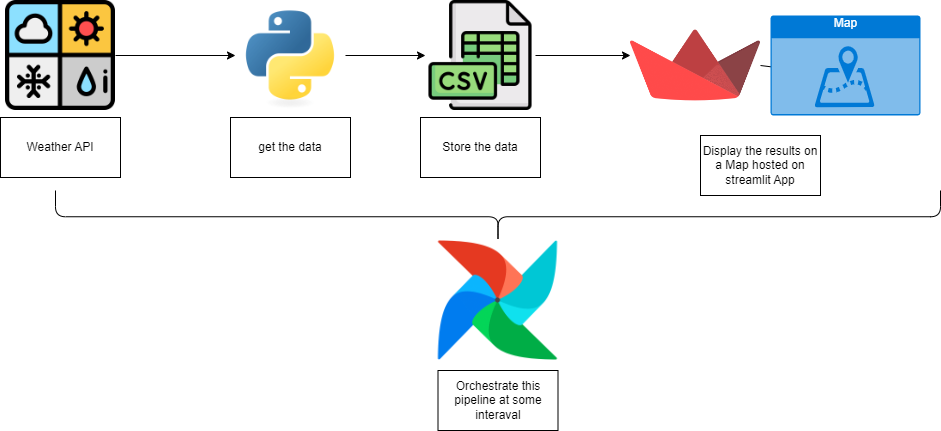 CSV
Map
Weather API
get the data
Store the data
Display the results on
a Map hosted on
streamlit App
Orchestrate this
pipeline at some
interaval